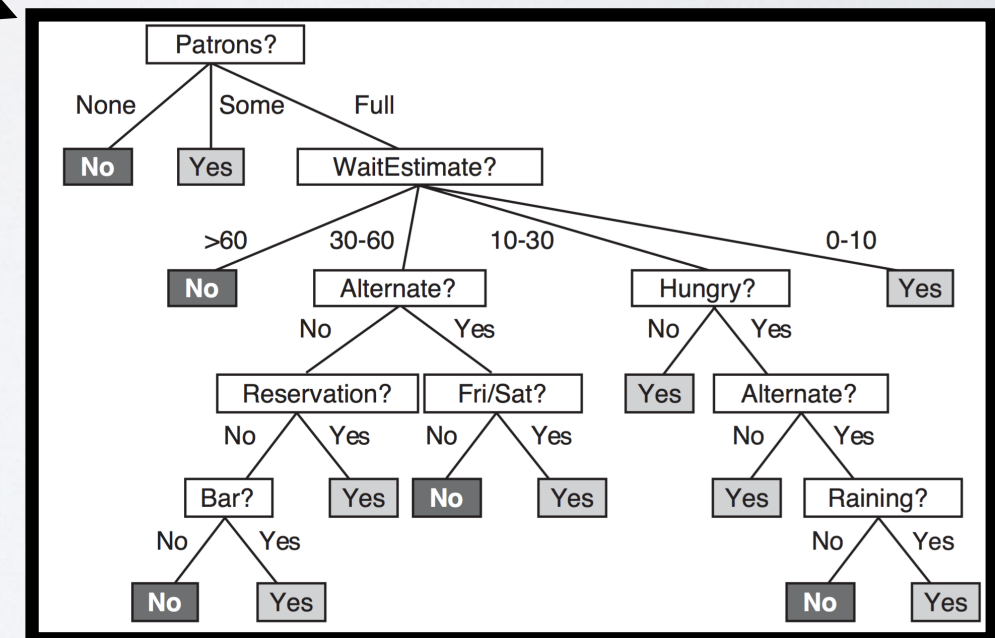 Patrons?
None Some Full
No Yes WaitEstimate?
>60 30-60 10-30 0-10
No Alternate? Hungry? Yes
No Yes No Yes
Reservation? Fri/Sat? Yes Alternate?
No Yes No Yes No Yes
Bar? Yes No Yes Yes Raining?
No Yes No Yes
No Yes No Yes